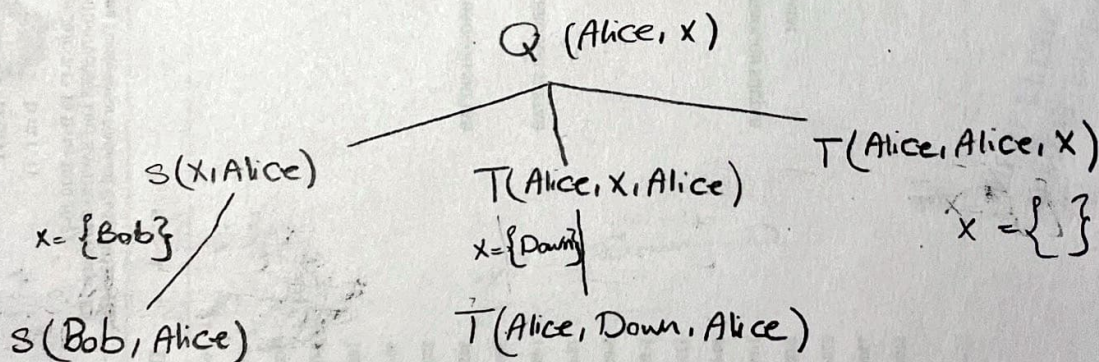 Q (Alice, x)
S(X, Alice)
T(Alice, X, Alice)
T(Alice, Alice, X)
x= {Bob}
x={Down}
x = { }
S(Bob, Alice)
T(Alice, Down, Alice)